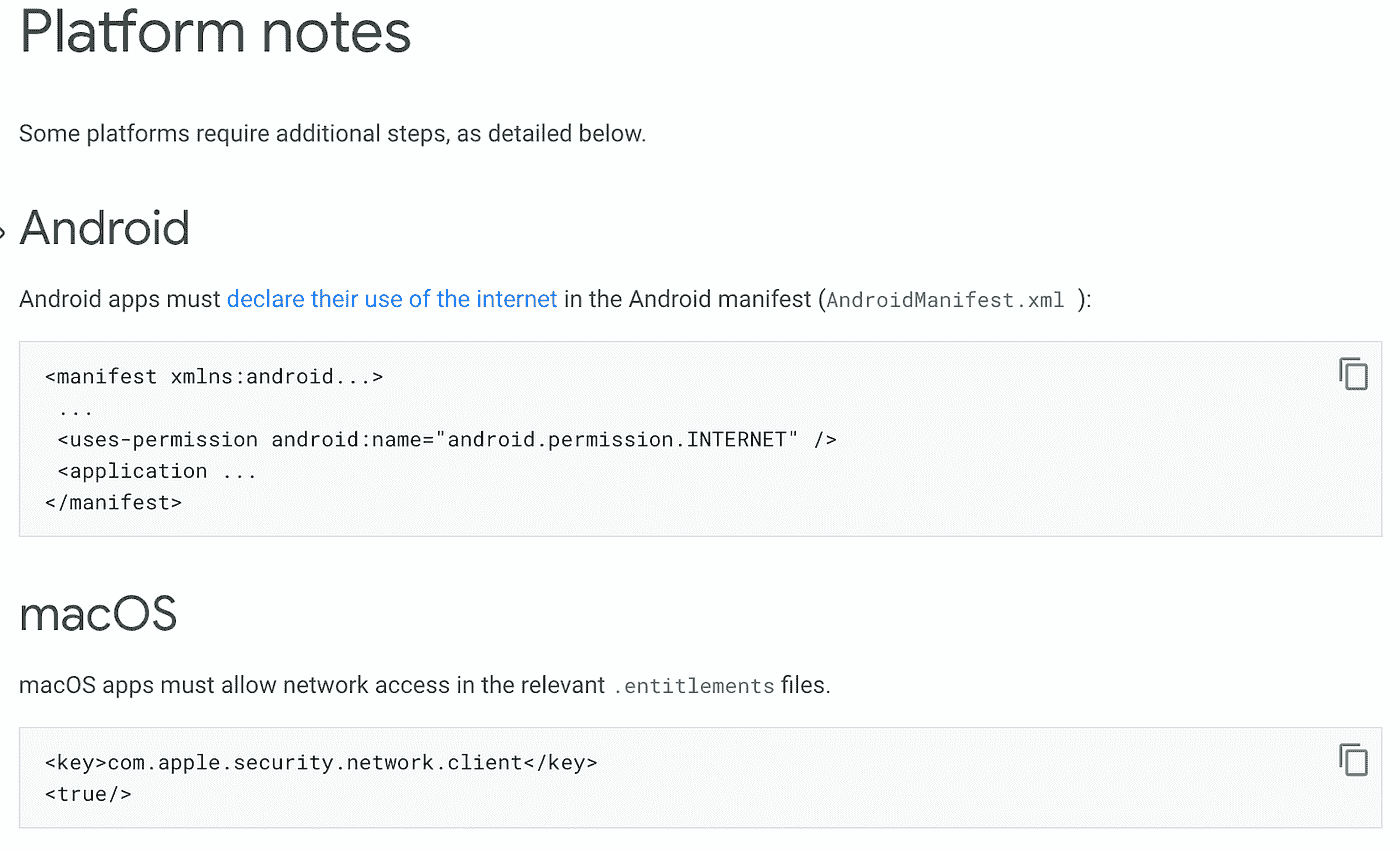 Platform notes
Some platforms require additional steps, as detailed below.
Android
Android apps must declare their use of the internet in the Android manifest (AndroidManifest.xml ):
<manifest xmlns:android...>
 ...
 <uses-permission android:name="android.permission.INTERNET" />
 <application ...
</manifest>
macOS
macOS apps must allow network access in the relevant .entitlements files.
<key>com.apple.security.network.client</key>
<true/>